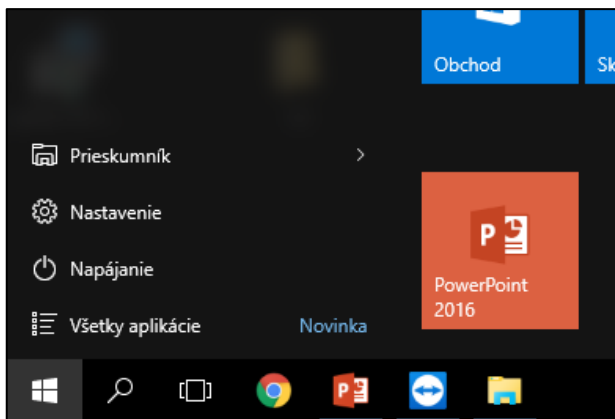 Obchod
Sk
Prieskumník
Nastavenie
Napájanie
Všetky aplikácie Novinka
PowerPoint
2016